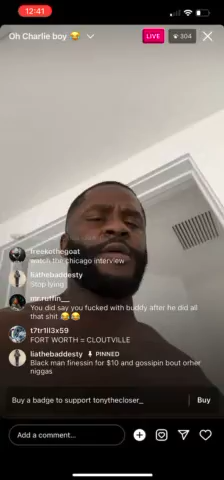 12:41
Oh Charlie boy 😂
LIVE
304
freekothegoat
watch the chicago interview
liathebaddesty
Stop lying
mr.ruffin__
You did say you fucked with buddy after he did all
that shit 😂😂
t7tr1ll3x59
FORT WORTH = CLOUTVILLE
liathebaddesty PINNED
Black man finessin for $10 and gossipin bout orher
niggas
Buy a badge to support tonythecloser_
Buy
Add a comment...